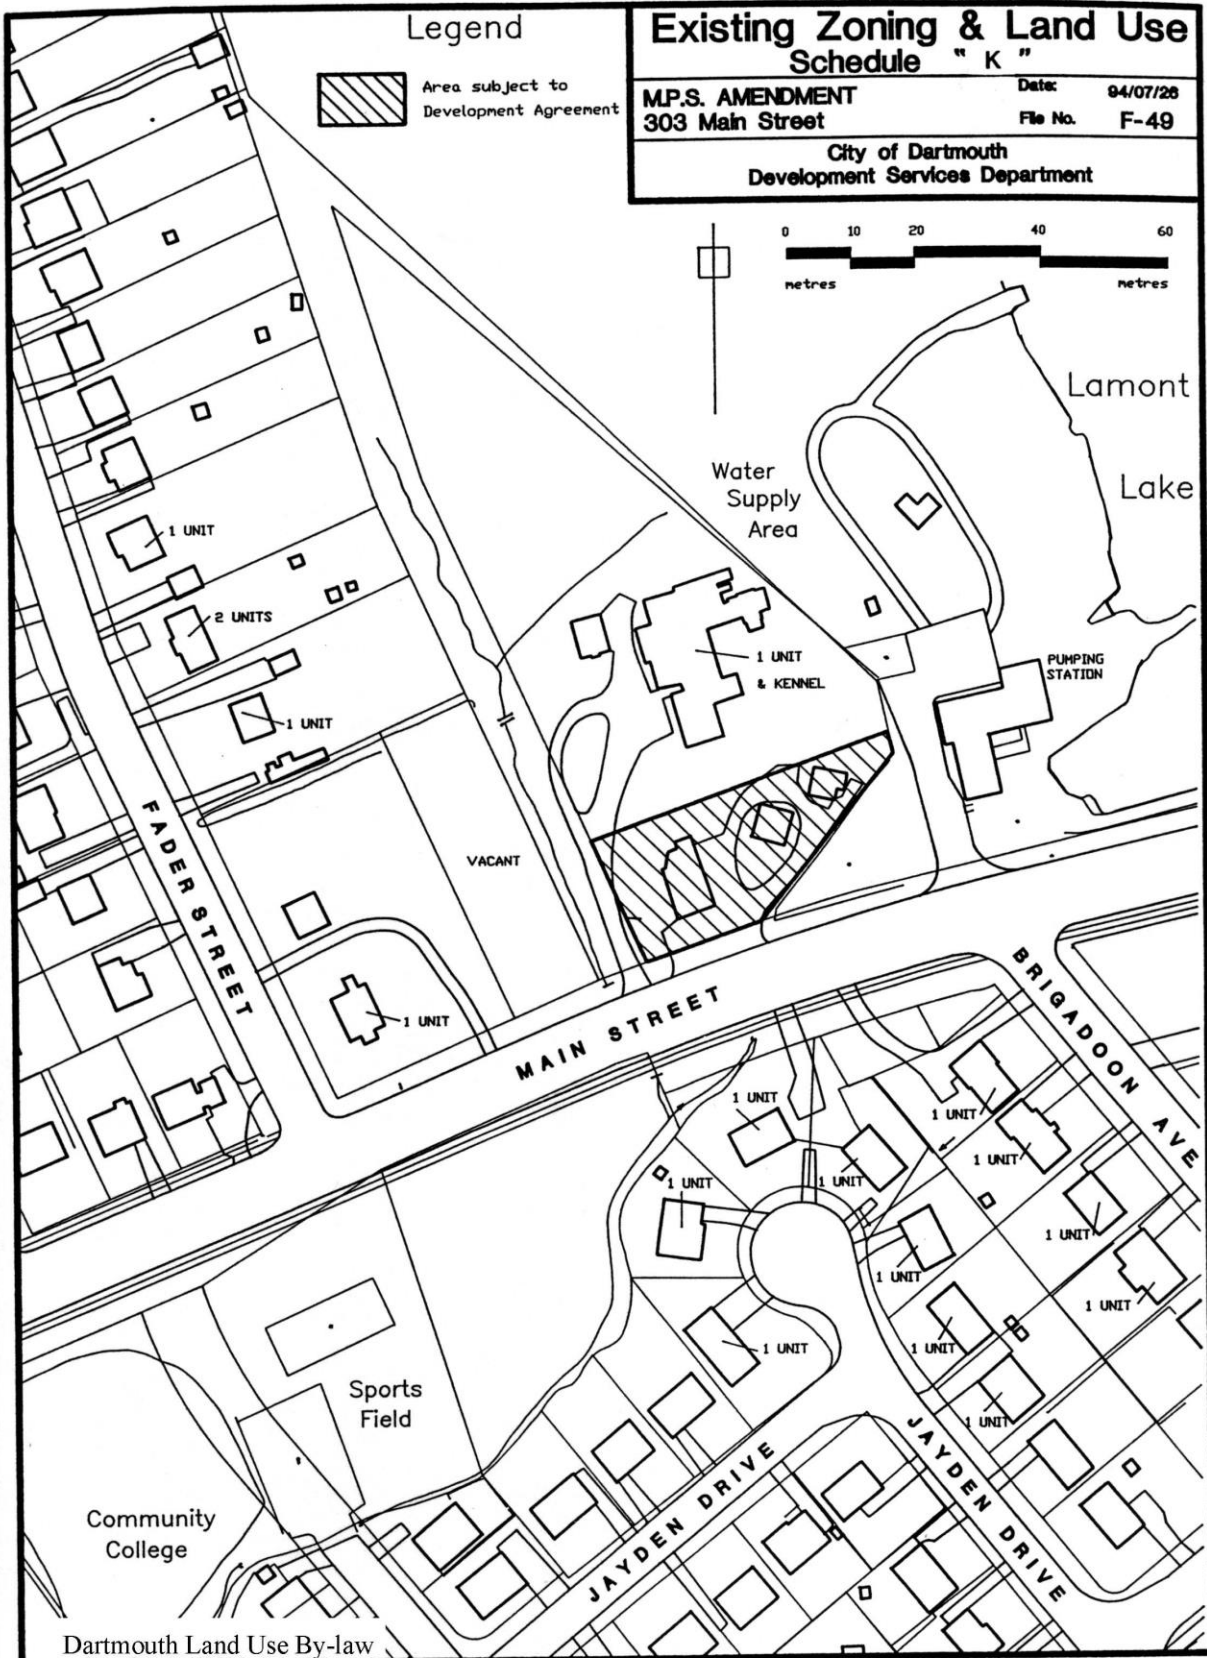 Legend
Area subject to
Development Agreement
Existing Zoning & Land Use
Schedule " K "
M.P.S. AMENDMENT
Date: 94/07/26
303 Main Street
File No. F-49
City of Dartmouth
Development Services Department
0 10 20 40 60
metres metres
Lamont
Lake
Water
Supply
Area
1 UNIT
2 UNITS
1 UNIT
& KENNEL
PUMPING
STATION
1 UNIT
FADER STREET
VACANT
1 UNIT
MAIN STREET
BRIGADOON AVE
1 UNIT
1 UNIT
1 UNIT
1 UNIT
1 UNIT
1 UNIT
1 UNIT
1 UNIT
1 UNIT
1 UNIT
1 UNIT
Sports
Field
1 UNIT
JAYDEN DRIVE
JAYDEN DRIVE
Community
College
Dartmouth Land Use By-law